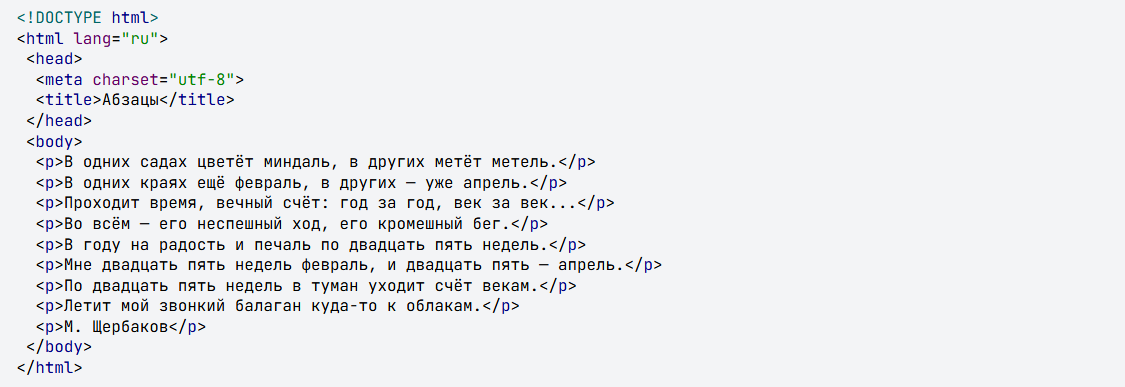 <!DOCTYPE html>
<html lang="ru">
<head>
<meta charset="utf-8">
<title>Абзацы</title>
</head>
<body>
<p>В одних садах цветёт миндаль, в других метёт метель.</p>
<p>В одних краях ещё февраль, в других — уже апрель.</p>
<p>Проходит время, вечный счёт: год за год, век за век...</p>
<p>Во всём — его неспешный ход, его кромешный бег.</p>
<p>В году на радость и печаль по двадцать пять недель.</p>
<p>Мне двадцать пять недель февраль, и двадцать пять — апрель.</p>
<p>По двадцать пять недель в туман уходит счёт векам.</p>
<p>Летит мой звонкий балаган куда-то к облакам.</p>
<p>М. Щербаков</p>
</body>
</html>